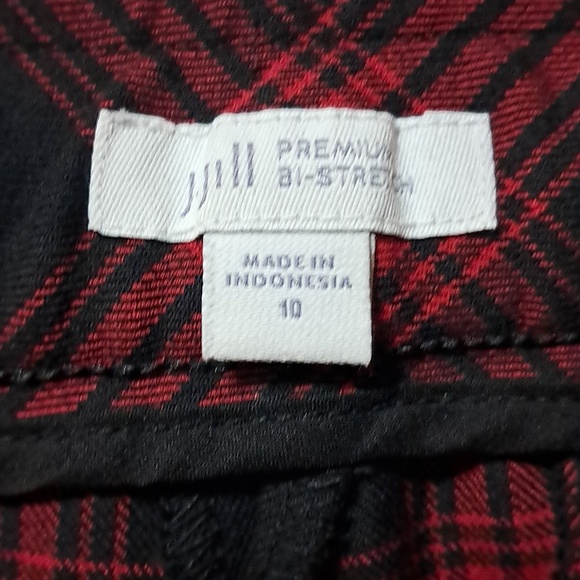 jjill
PREMIUM
BI-STRETCH
MADE IN
INDONESIA
10